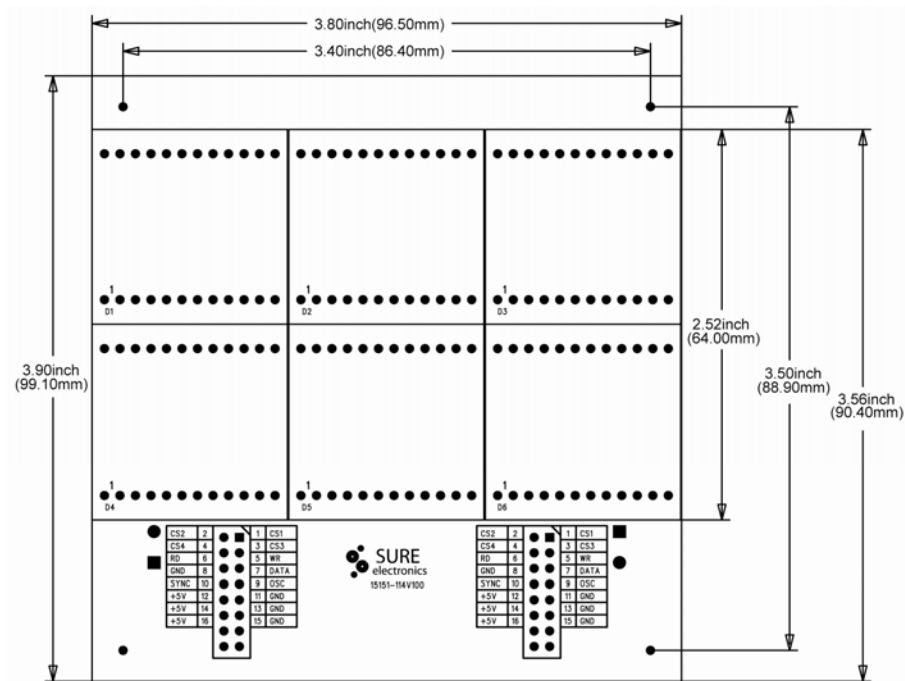 3.80inch(96.50mm)
3.40inch(86.40mm)
1
D1
1
D2
1
D3
3.90inch
(99.10mm)
2.52inch
(64.00mm)
3.50inch
(88.90mm)
3.56inch
(90.40mm)
1
D4
1
D5
1
D6
CS2 2 1 CS1
CS4 4 3 CS3
RD 6 5 WR
GND 8 7 DATA
SYNC 10 9 OSC
+5V 12 11 GND
+5V 14 13 GND
+5V 16 15 GND
SURE
electronics
15151-114V100
CS2 2 1 CS1
CS4 4 3 CS3
RD 6 5 WR
GND 8 7 DATA
SYNC 10 9 OSC
+5V 12 11 GND
+5V 14 13 GND
+5V 16 15 GND